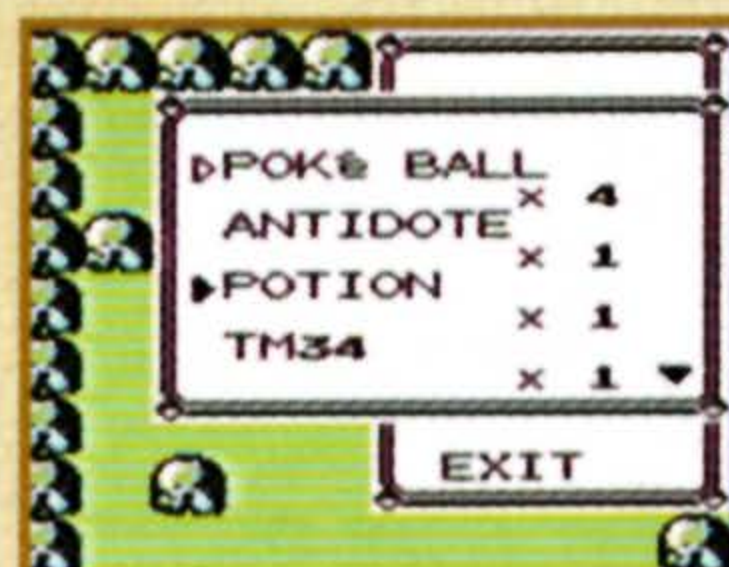 ▷POKé BALL
× 4
ANTIDOTE
× 1
▶POTION
× 1
TM34
× 1 ▼
EXIT